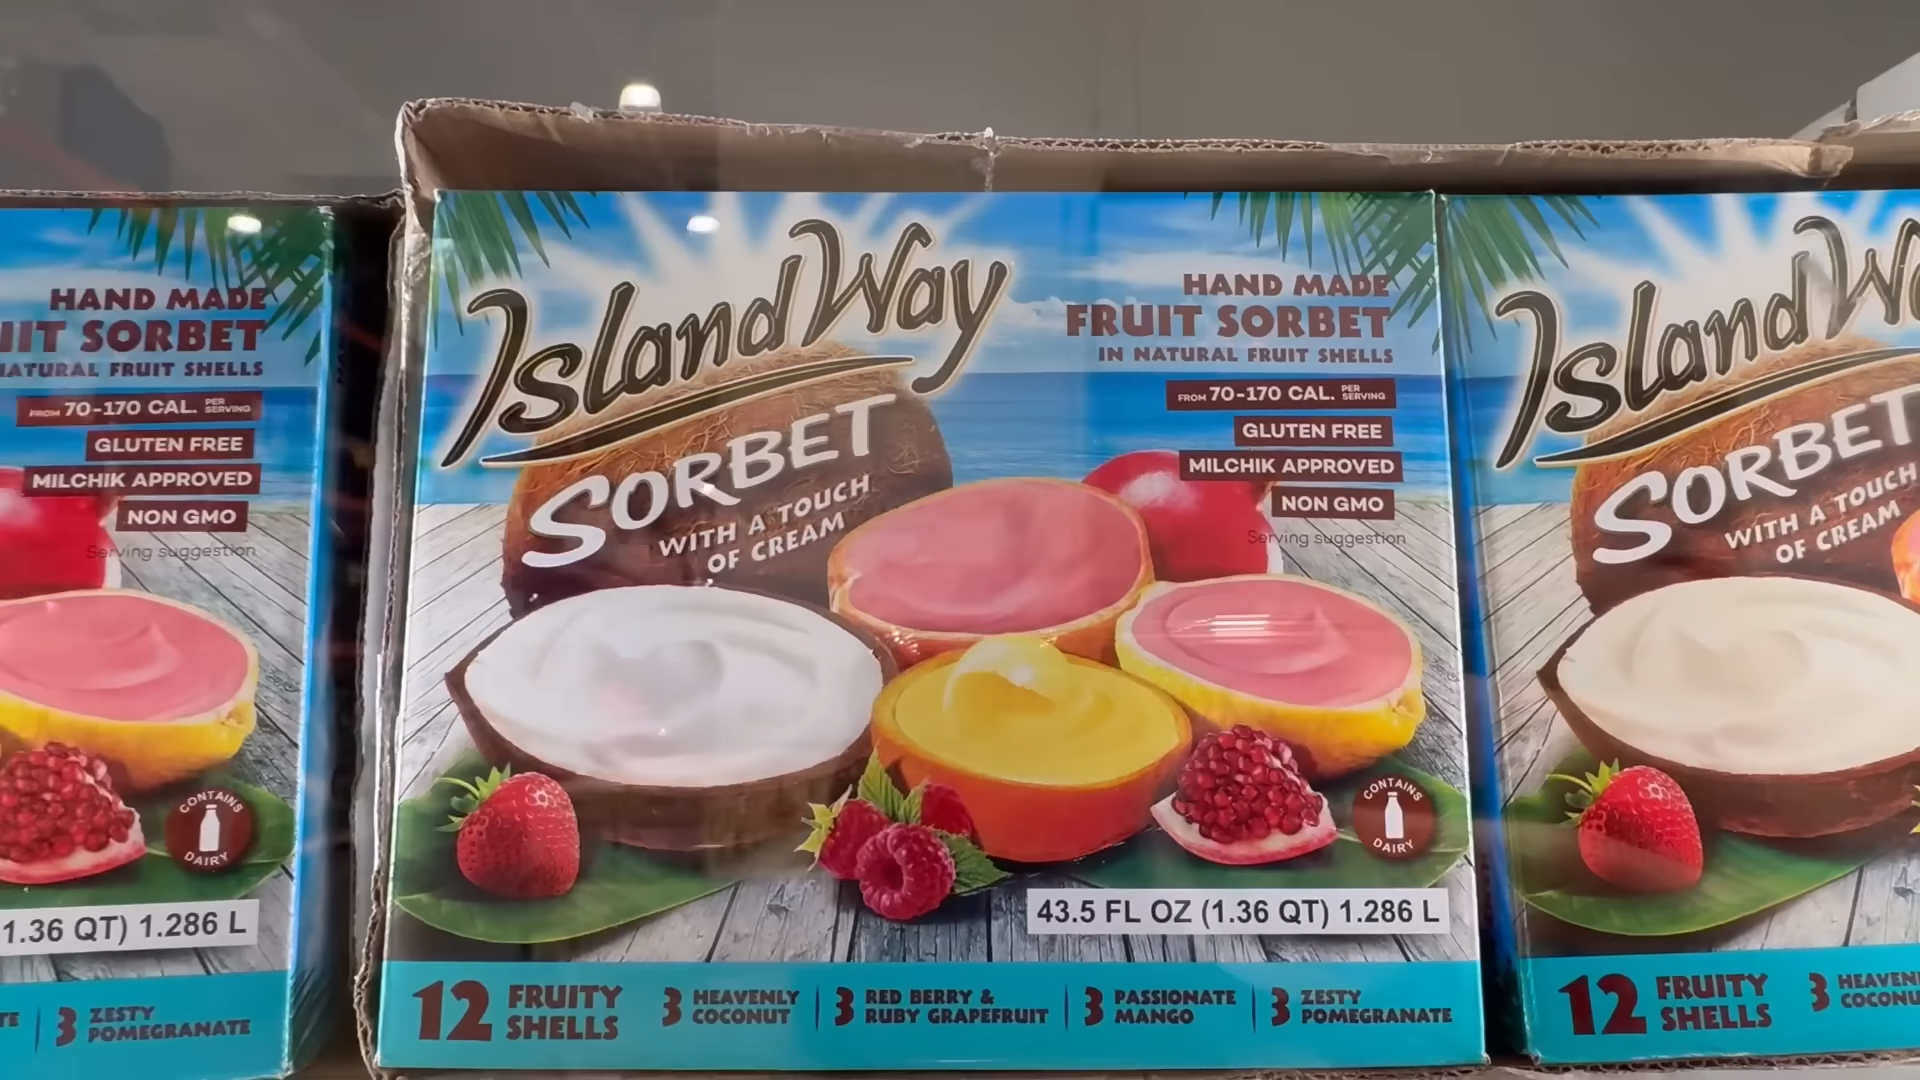 HAND MADE
FRUIT SORBET
NATURAL FRUIT SHELLS
FROM 70-170 CAL. PER SERVING
GLUTEN FREE
MILCHIK APPROVED
NON GMO
Serving suggestion
CONTAINS
DAIRY
1.36 QT) 1.286 L
3 ZESTY
POMEGRANATE
Island Way
SORBET
WITH A TOUCH
OF CREAM
HAND MADE
FRUIT SORBET
IN NATURAL FRUIT SHELLS
FROM 70-170 CAL. PER SERVING
GLUTEN FREE
MILCHIK APPROVED
NON GMO
Serving suggestion
CONTAINS
DAIRY
43.5 FL OZ (1.36 QT) 1.286 L
12 FRUITY
SHELLS
3 HEAVENLY
COCONUT
3 RED BERRY &
RUBY GRAPEFRUIT
3 PASSIONATE
MANGO
3 ZESTY
POMEGRANATE
Island
SORBET
WITH A TOUCH
OF CREAM
12 FRUITY
SHELLS
3